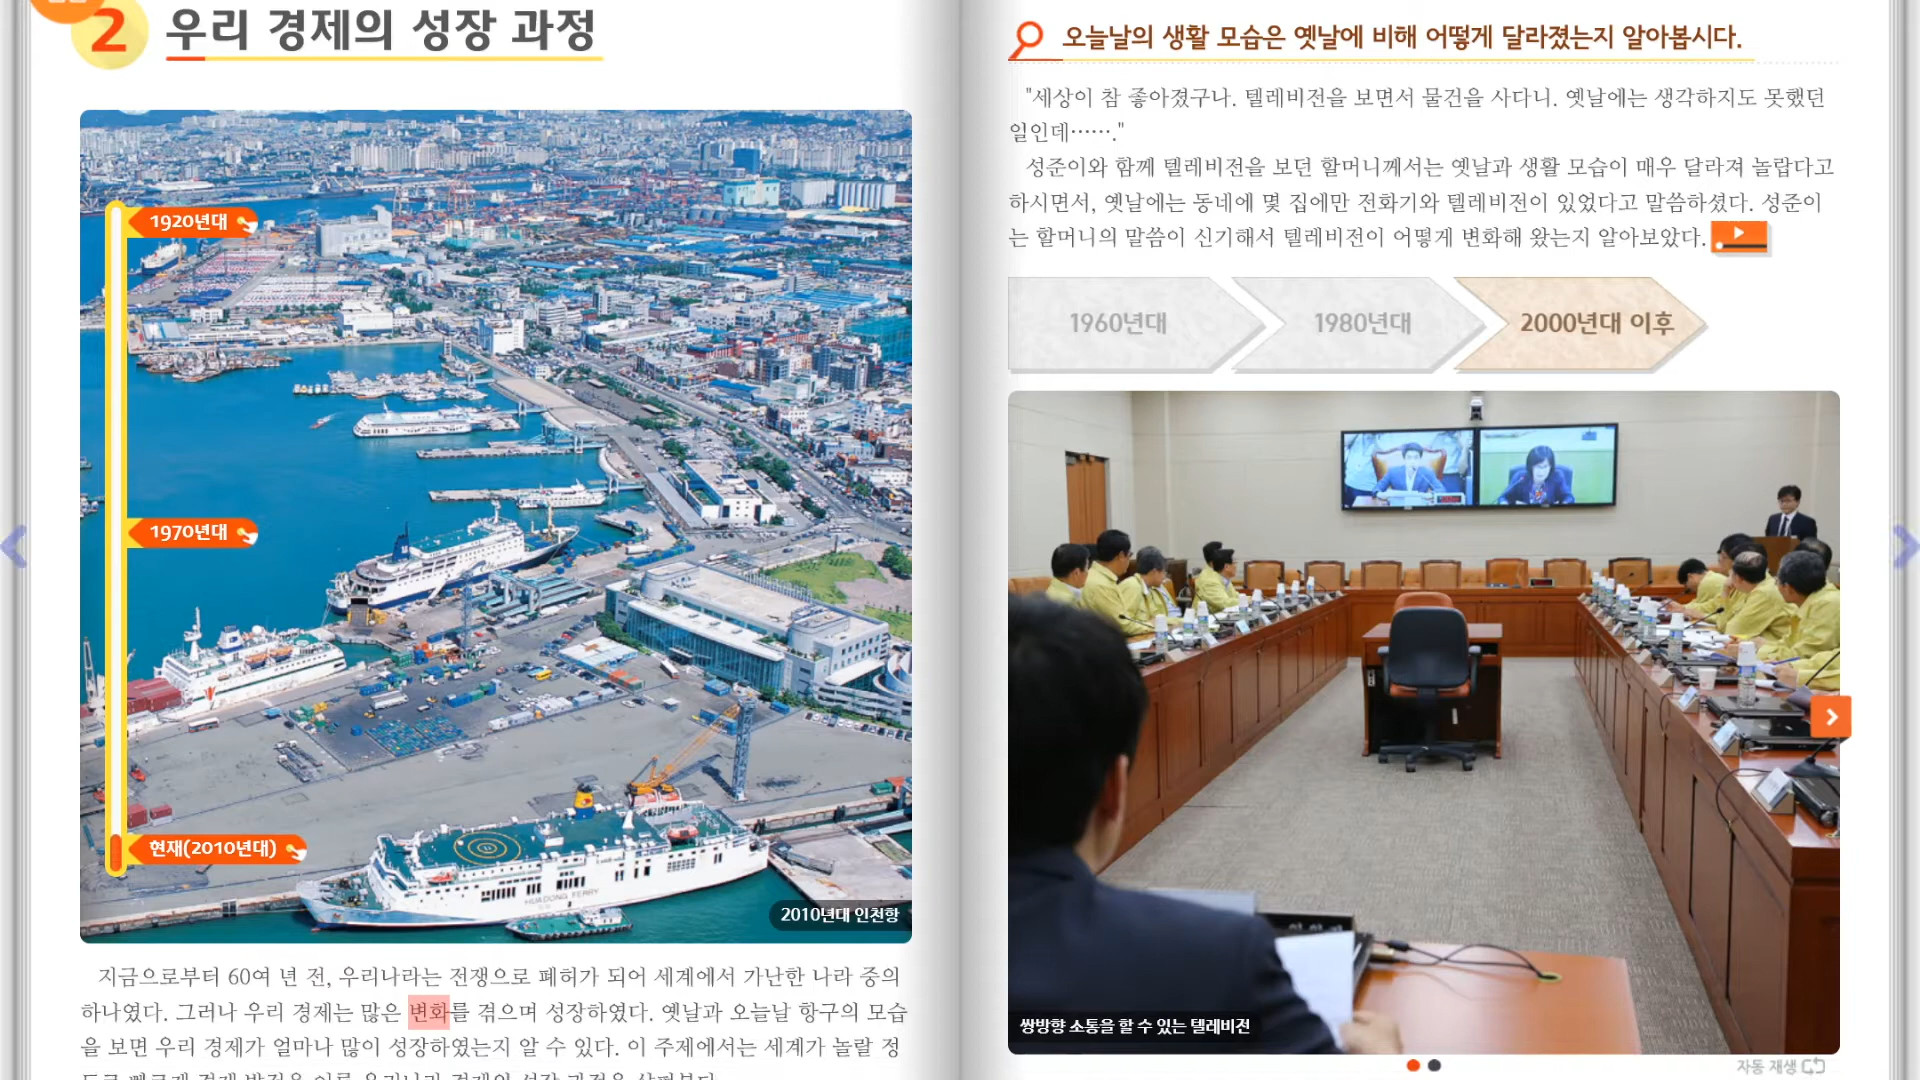 2 우리 경제의 성장 과정
1920년대
1970년대
현재(2010년대)
HUADONG FERRY
2010년대 인천항
지금으로부터 60여 년 전, 우리나라는 전쟁으로 폐허가 되어 세계에서 가난한 나라 중의
하나였다. 그러나 우리 경제는 많은 변화를 겪으며 성장하였다. 옛날과 오늘날 항구의 모습
을 보면 우리 경제가 얼마나 많이 성장하였는지 알 수 있다. 이 주제에서는 세계가 놀랄 정
오늘날의 생활 모습은 옛날에 비해 어떻게 달라졌는지 알아봅시다.
"세상이 참 좋아졌구나. 텔레비전을 보면서 물건을 사다니. 옛날에는 생각하지도 못했던
일인데……."
성준이와 함께 텔레비전을 보던 할머니께서는 옛날과 생활 모습이 매우 달라져 놀랍다고
하시면서, 옛날에는 동네에 몇 집에만 전화기와 텔레비전이 있었다고 말씀하셨다. 성준이
는 할머니의 말씀이 신기해서 텔레비전이 어떻게 변화해 왔는지 알아보았다.
1960년대
1980년대
2000년대 이후
쌍방향 소통을 할 수 있는 텔레비전
자동 재생